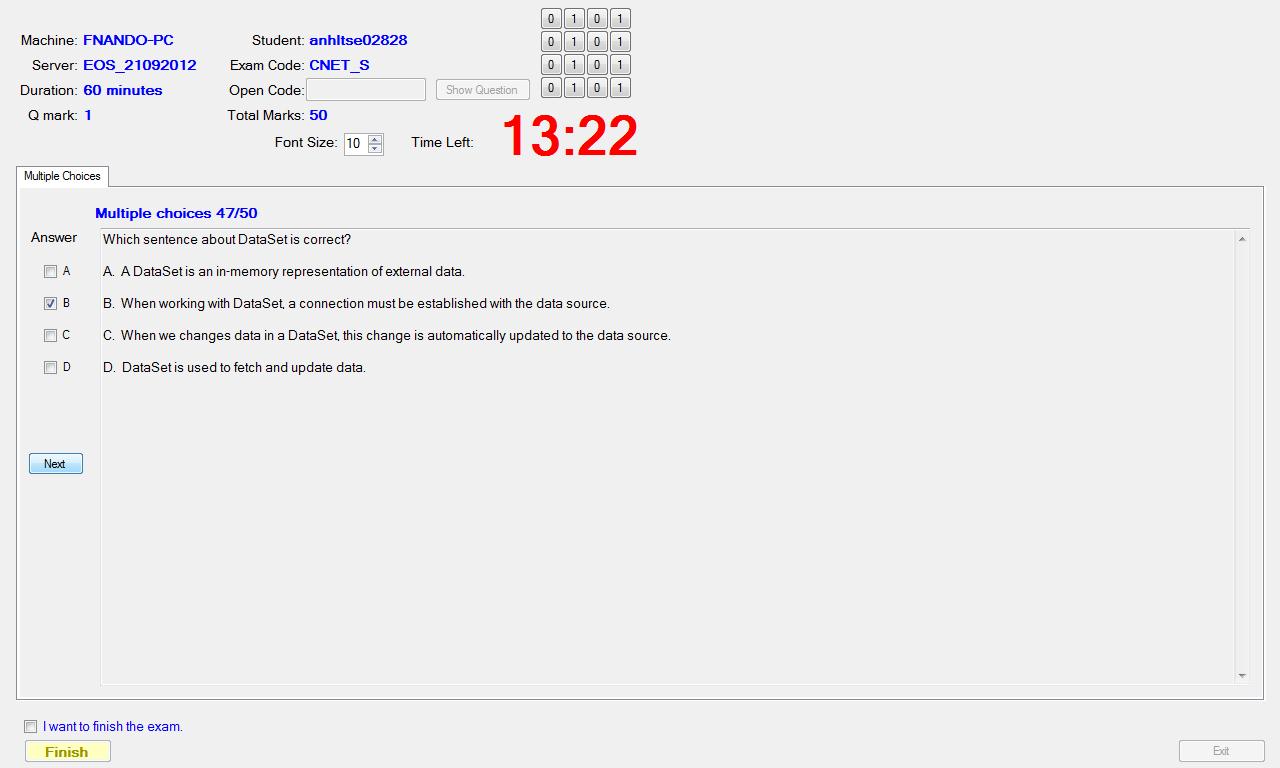 Machine: FNANDO-PC
Student: anhltse02828
0 1 0 1
0 1 0 1
0 1 0 1
0 1 0 1
Server: EOS_21092012
Exam Code: CNET_S
Duration: 60 minutes
Open Code:
Show Question
Q mark: 1
Total Marks: 50
Font Size: 10
Time Left: 13:22
Multiple Choices
Multiple choices 47/50
Answer
Which sentence about DataSet is correct?
A A. A DataSet is an in-memory representation of external data.
B B. When working with DataSet, a connection must be established with the data source.
C C. When we changes data in a DataSet, this change is automatically updated to the data source.
D D. DataSet is used to fetch and update data.
Next
I want to finish the exam.
Finish
Exit